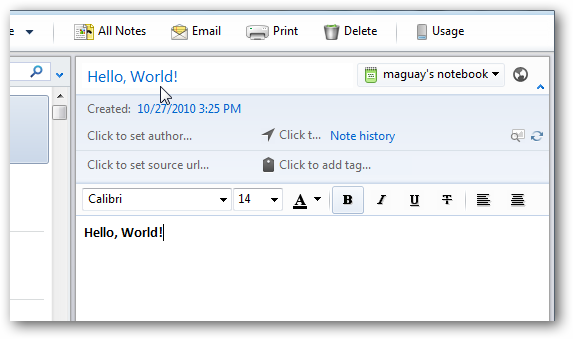 e All Notes Email Print Delete Usage
Hello, World! maguay's notebook
Created: 10/27/2010 3:25 PM
Click to set author... Click t... Note history
Click to set source url... Click to add tag...
Calibri 14 A B I U T
Hello, World!